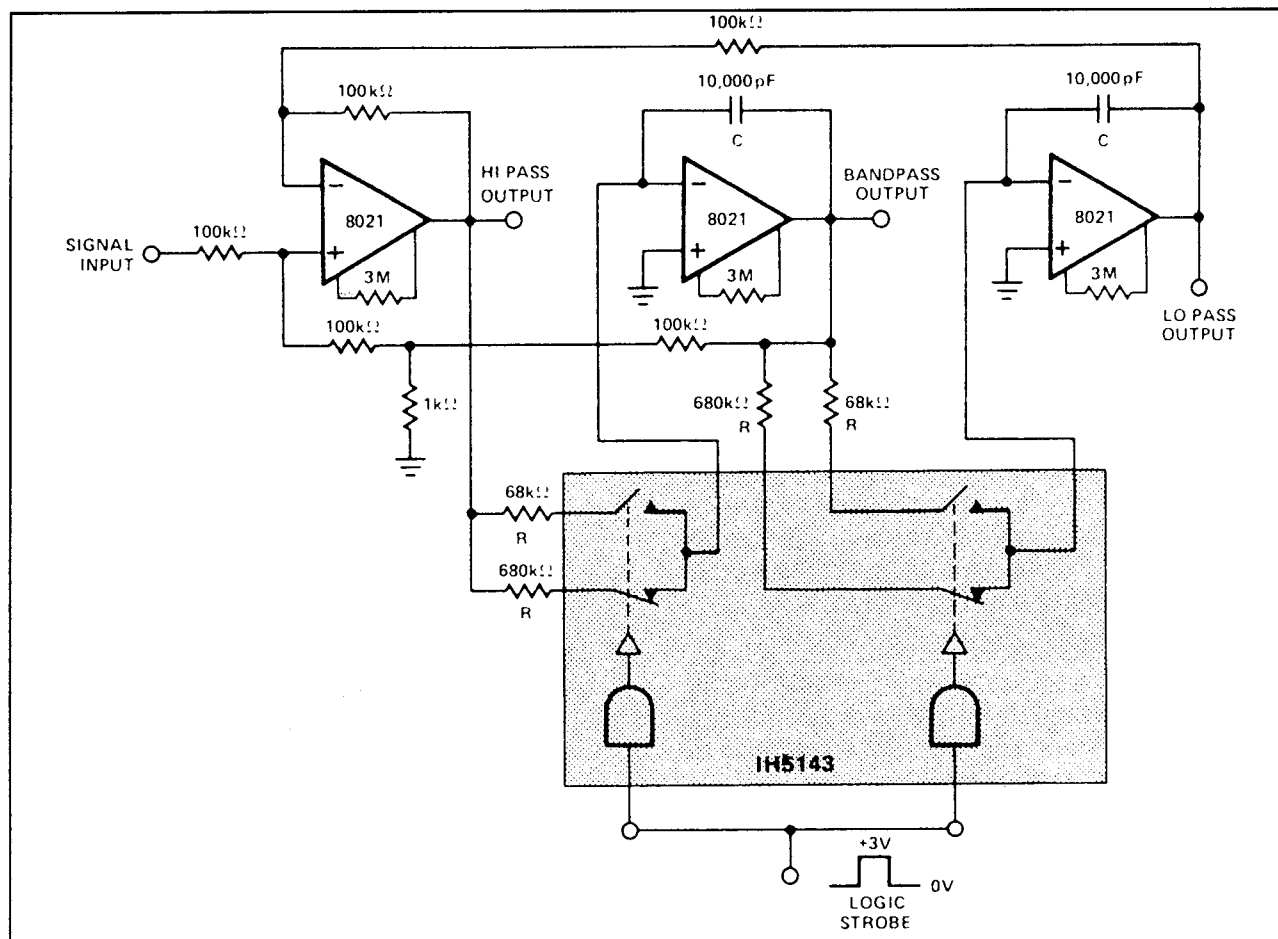 100kΩ
100kΩ
10,000pF
C
10,000pF
C
HI PASS
OUTPUT
BANDPASS
OUTPUT
8021
8021
8021
−
+
−
+
−
+
SIGNAL
INPUT
100kΩ
3M
3M
3M
LO PASS
OUTPUT
100kΩ
100kΩ
1kΩ
680kΩ
R
68kΩ
R
68kΩ
R
680kΩ
R
IH5143
+3V
0V
LOGIC
STROBE